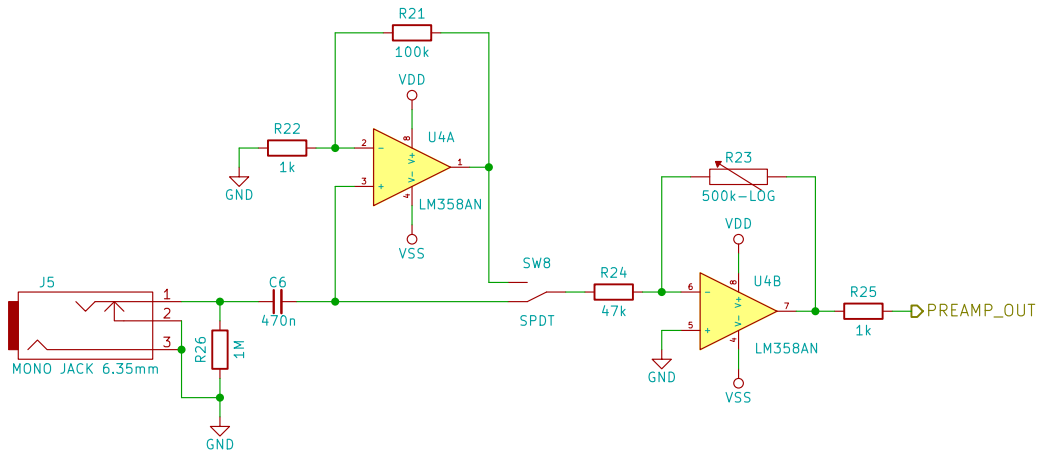 R21
100k
VDD
R22
1k
GND
2
3
8
V+
V-
4
1
U4A
LM358AN
VSS
J5
1
2
3
MONO JACK 6.35mm
R26
1M
GND
C6
470n
SW8
SPDT
R24
47k
R23
500k-LOG
VDD
6
5
8
V+
V-
4
7
U4B
LM358AN
GND
VSS
R25
1k
PREAMP_OUT
-
+
-
+